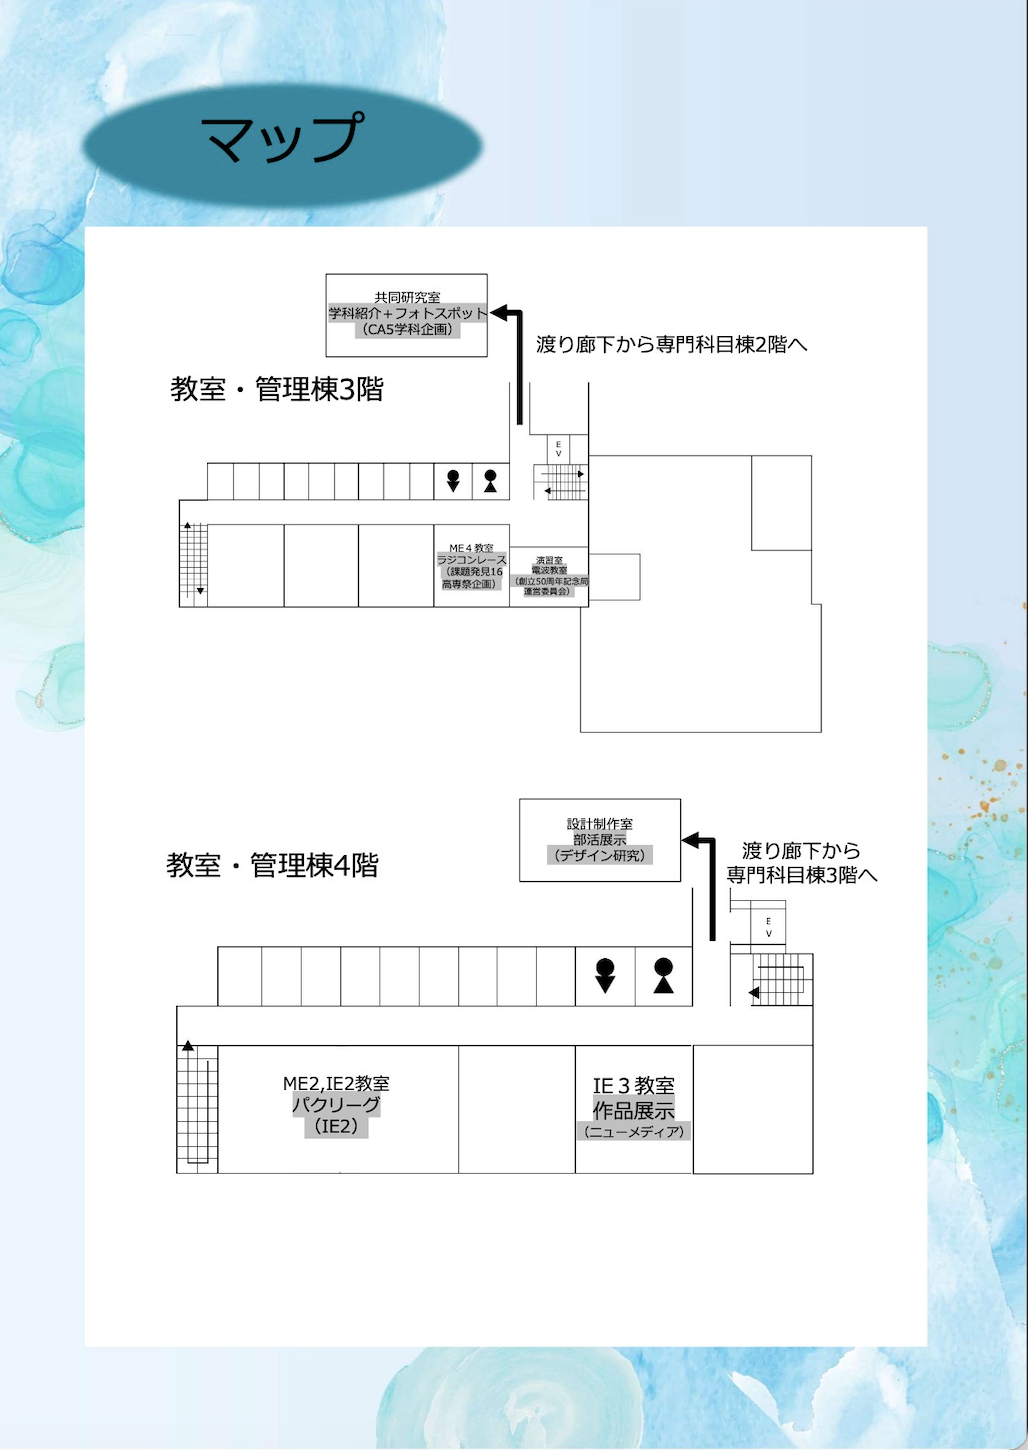 マップ
共同研究室
学科紹介＋フォトスポット
（CA5学科企画）
渡り廊下から専門科目棟2階へ
教室・管理棟3階
E
V
ME４教室
ラジコンレース
（課題発見16
高専祭企画）
演習室
電波教室
（創立50周年記念局
運営委員会）
設計制作室
部活展示
（デザイン研究）
渡り廊下から
専門科目棟3階へ
教室・管理棟4階
E
V
ME2,IE2教室
パクリーグ
（IE2）
IE３教室
作品展示
（ニューメディア）